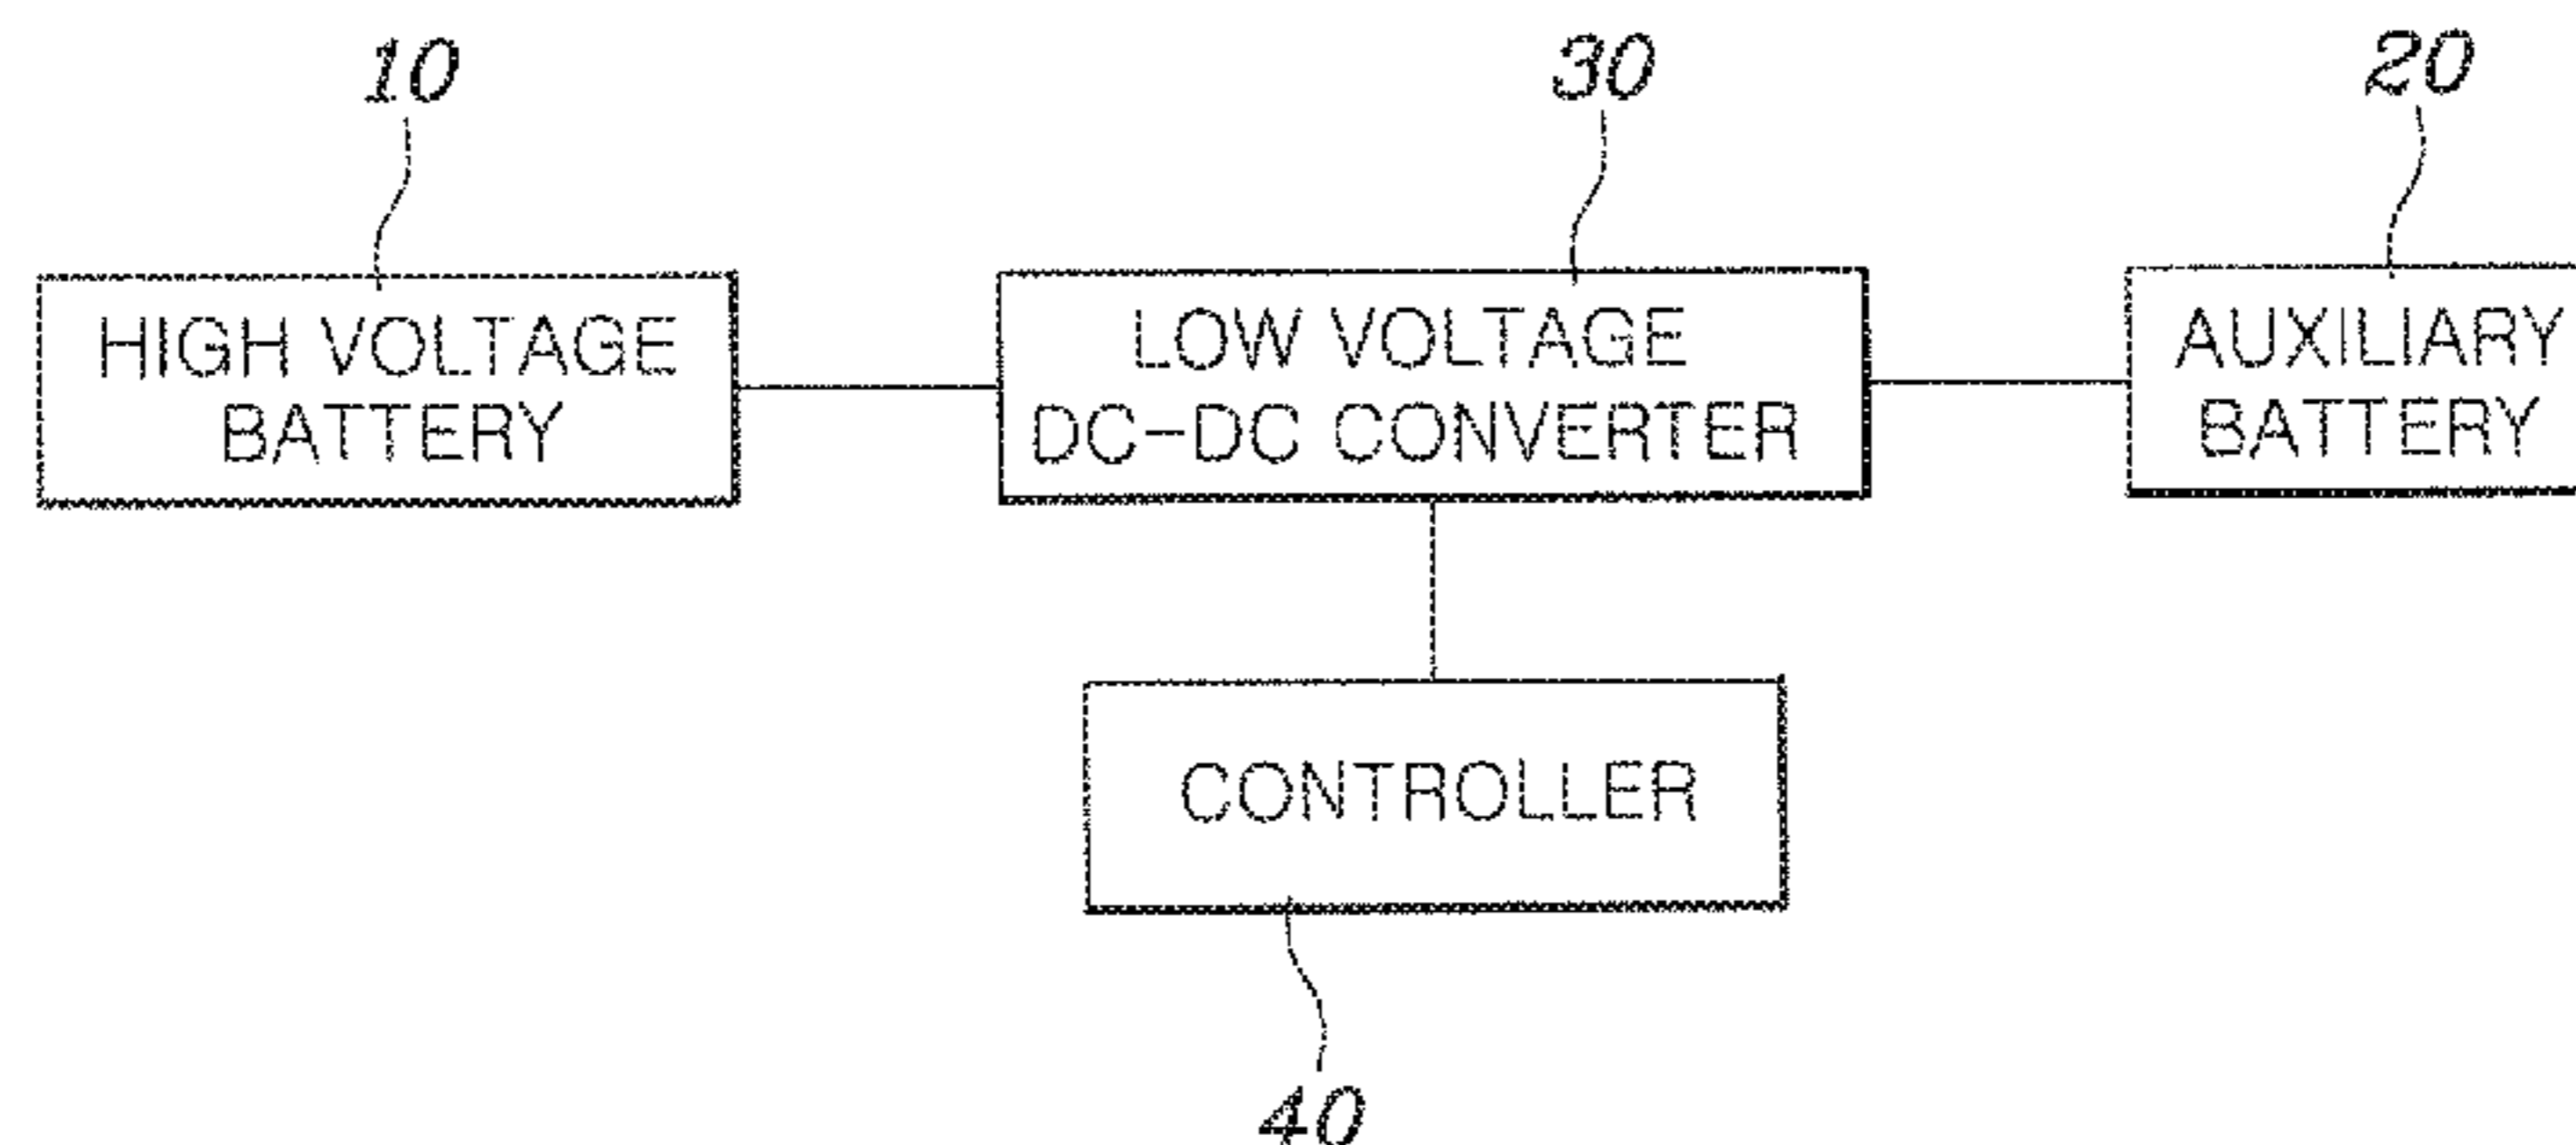 10
30
20
HIGH VOLTAGE
BATTERY
LOW VOLTAGE
DC-DC CONVERTER
AUXILIARY
BATTERY
CONTROLLER
40